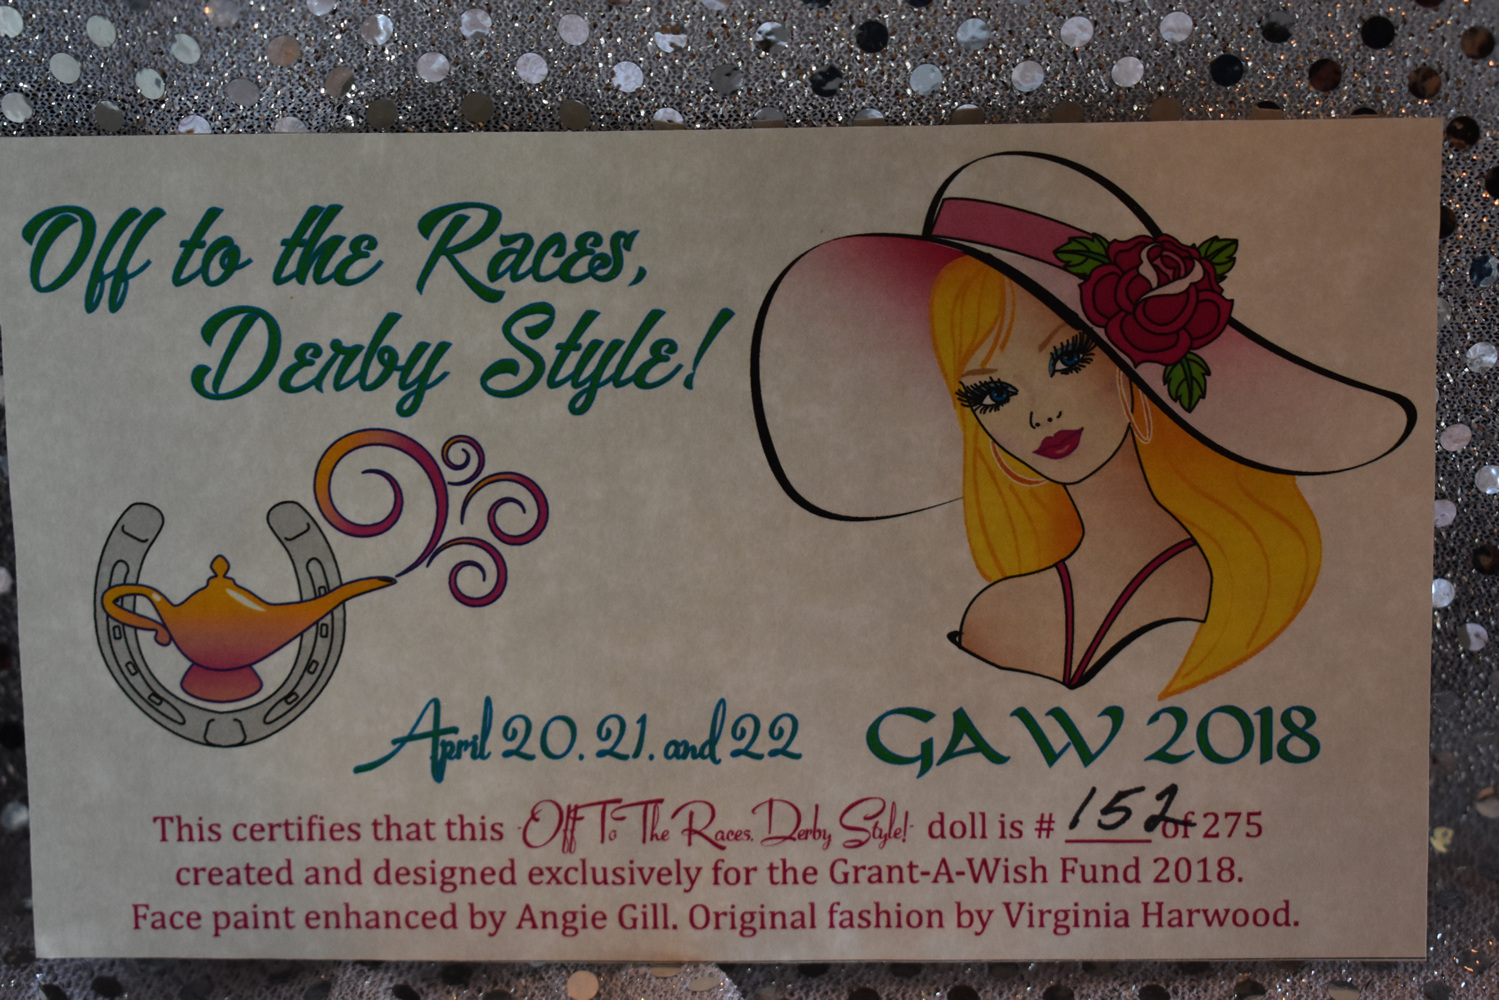 Off to the Races,
Derby Style!
April 20. 21. and 22
GAW 2018
This certifies that this Off To The Races, Derby Style! doll is # 152 of 275
created and designed exclusively for the Grant-A-Wish Fund 2018.
Face paint enhanced by Angie Gill. Original fashion by Virginia Harwood.